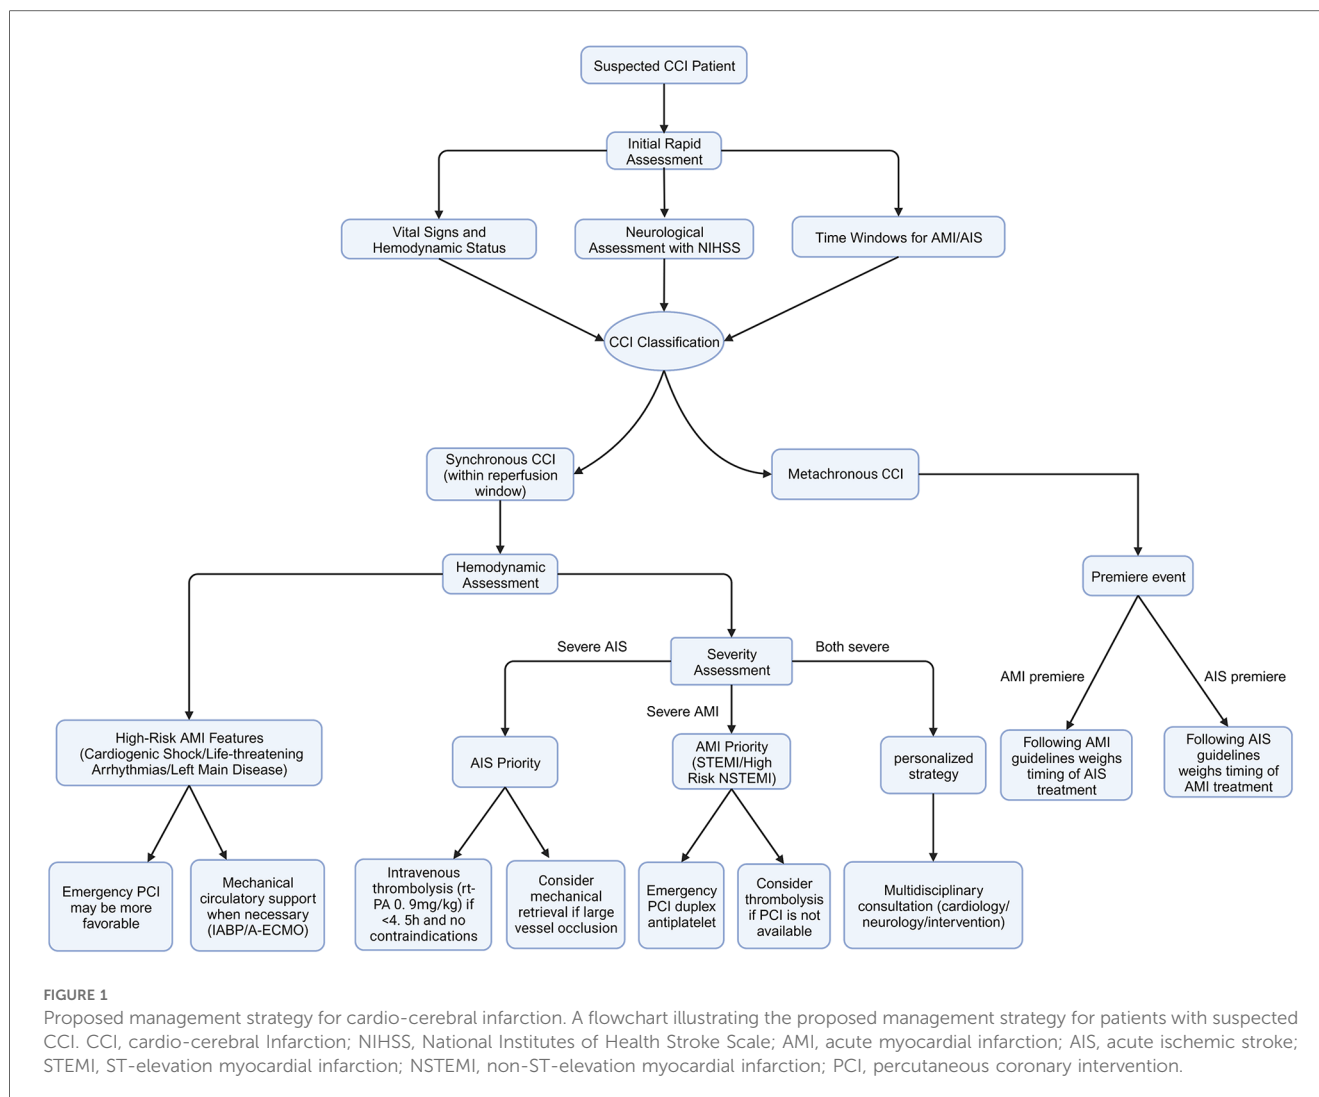 Suspected CCI Patient
Initial Rapid
Assessment
Vital Signs and
Hemodynamic Status
Neurological
Assessment with NIHSS
Time Windows for AMI/AIS
CCI Classification
Synchronous CCI
(within reperfusion
window)
Metachronous CCI
Hemodynamic
Assessment
Premiere event
Severe AIS
Severity
Assessment
Both severe
AMI premiere
AIS premiere
Severe AMI
High-Risk AMI Features
(Cardiogenic Shock/Life-threatening
Arrhythmias/Left Main Disease)
AIS Priority
AMI Priority
(STEMI/High
Risk NSTEMI)
personalized
strategy
Following AMI
guidelines weighs
timing of AIS
treatment
Following AIS
guidelines
weighs timing of
AMI treatment
Emergency PCI
may be more
favorable
Mechanical
circulatory support
when necessary
(IABP/A-ECMO)
Intravenous
thrombolysis (rt-
PA 0. 9mg/kg) if
<4. 5h and no
contraindications
Consider
mechanical
retrieval if large
vessel occlusion
Emergency
PCI duplex
antiplatelet
Consider
thrombolysis
if PCI is not
available
Multidisciplinary
consultation (cardiology/
neurology/intervention)
FIGURE 1
Proposed management strategy for cardio-cerebral infarction. A flowchart illustrating the proposed management strategy for patients with suspected
CCI. CCI, cardio-cerebral Infarction; NIHSS, National Institutes of Health Stroke Scale; AMI, acute myocardial infarction; AIS, acute ischemic stroke;
STEMI, ST-elevation myocardial infarction; NSTEMI, non-ST-elevation myocardial infarction; PCI, percutaneous coronary intervention.